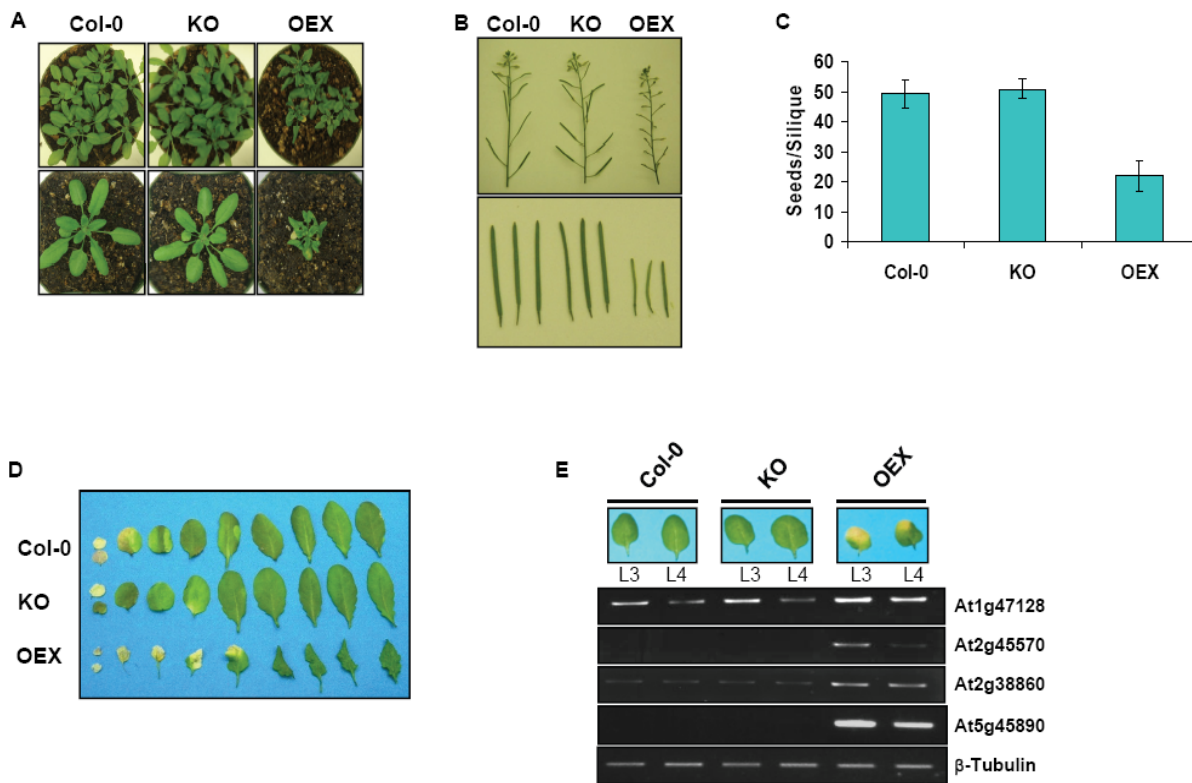 A
Col-0 KO OEX
B
Col-0 KO OEX
C
Seeds/Silique
60
50
40
30
20
10
0
Col-0 KO OEX
D
Col-0
KO
OEX
E
Col-0 KO OEX
L3 L4 L3 L4 L3 L4
At1g47128
At2g45570
At2g38860
At5g45890
β-Tubulin